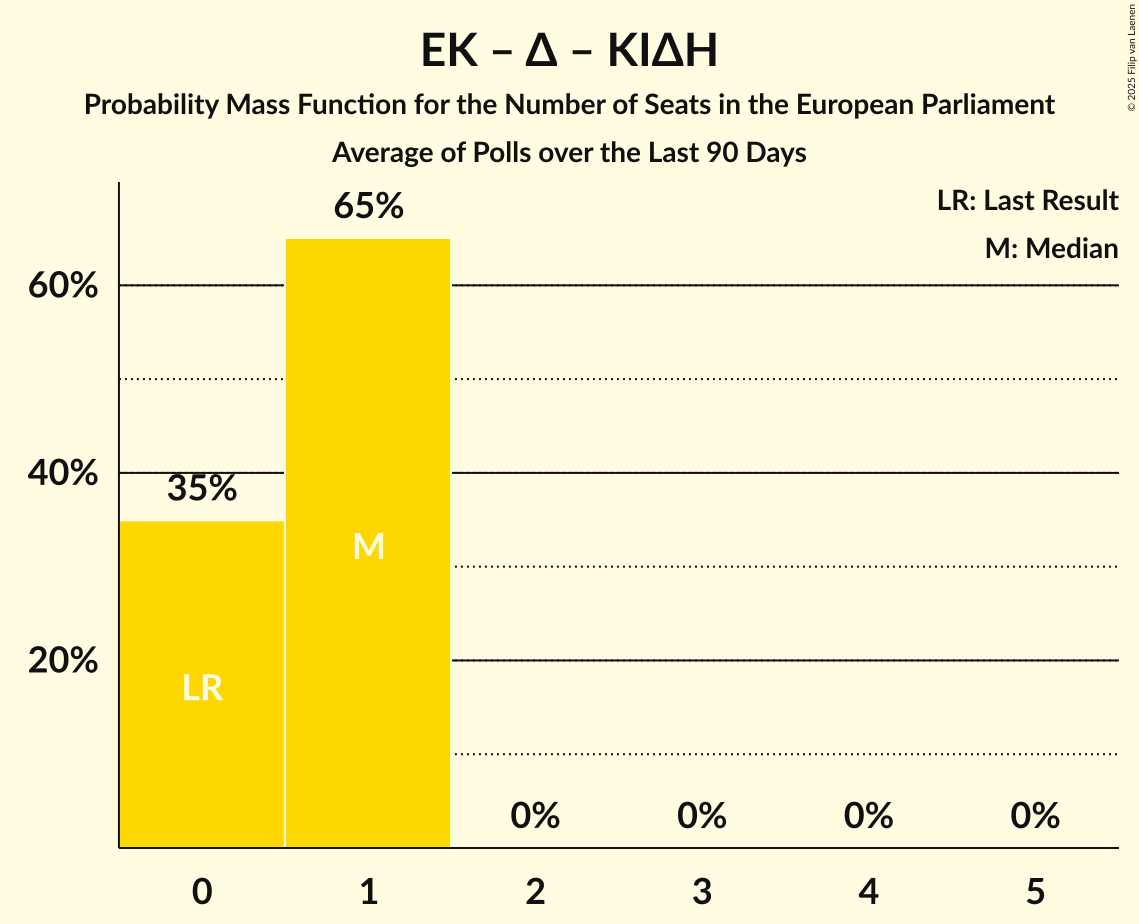 ΕΚ – Δ – ΚΙΔΗ
Probability Mass Function for the Number of Seats in the European Parliament
Average of Polls over the Last 90 Days
© 2025 Filip van Laenen
LR: Last Result
M: Median
65%
60%
40%
35%
M
20%
LR
0% 0% 0% 0%
0 1 2 3 4 5